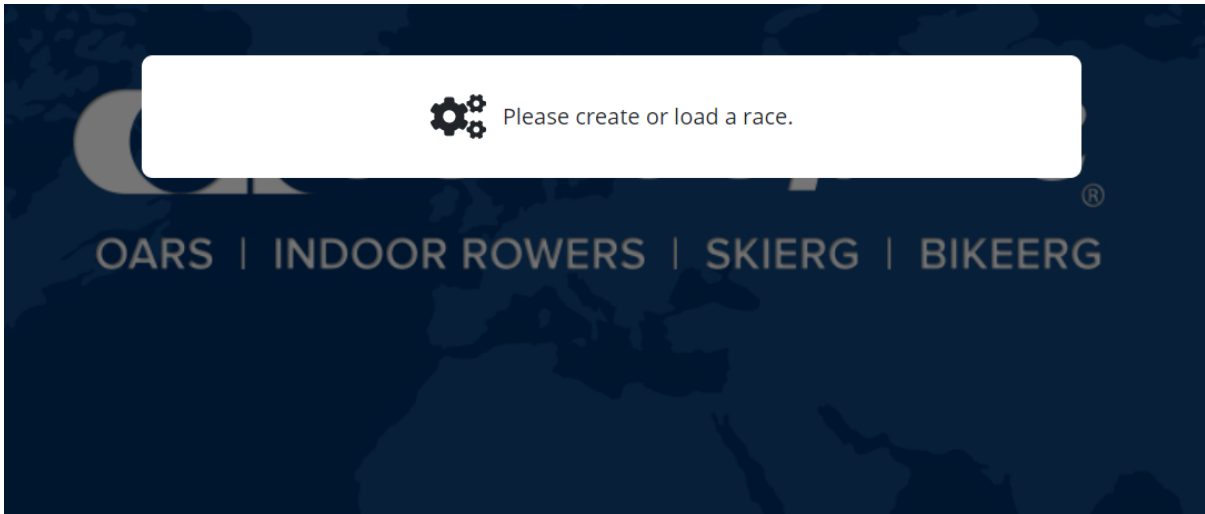 Please create or load a race.
®
OARS | INDOOR ROWERS | SKIERG | BIKEERG